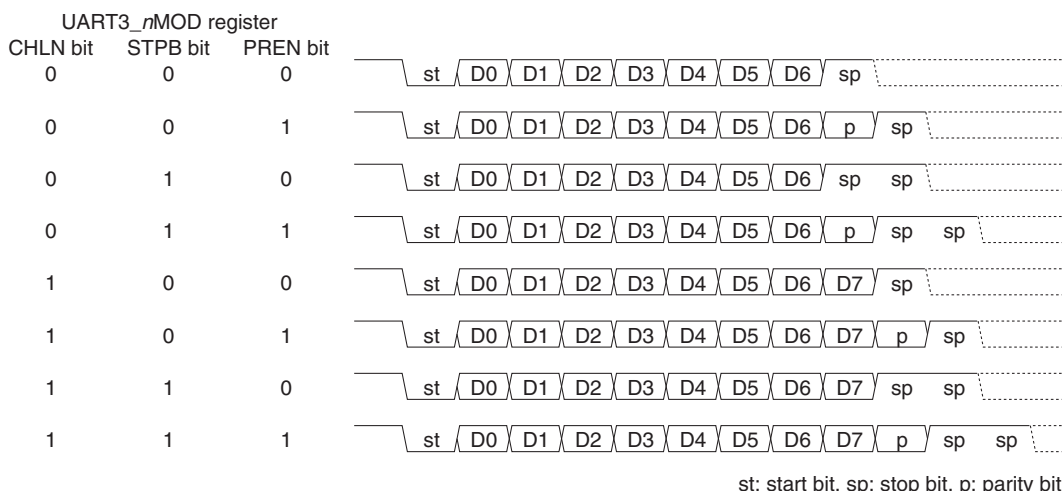 UART3_nMOD register
CHLN bit STPB bit PREN bit
0 0 0 st D0 D1 D2 D3 D4 D5 D6 sp
0 0 1 st D0 D1 D2 D3 D4 D5 D6 p sp
0 1 0 st D0 D1 D2 D3 D4 D5 D6 sp sp
0 1 1 st D0 D1 D2 D3 D4 D5 D6 p sp sp
1 0 0 st D0 D1 D2 D3 D4 D5 D6 D7 sp
1 0 1 st D0 D1 D2 D3 D4 D5 D6 D7 p sp
1 1 0 st D0 D1 D2 D3 D4 D5 D6 D7 sp sp
1 1 1 st D0 D1 D2 D3 D4 D5 D6 D7 p sp sp
st: start bit, sp: stop bit, p: parity bit